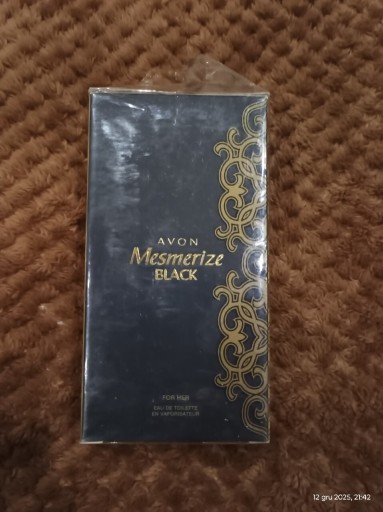 AVON
Mesmerize
BLACK
FOR HER
EAU DE TOILETTE
EN VAPORISATEUR
12 gru 2025, 21:42